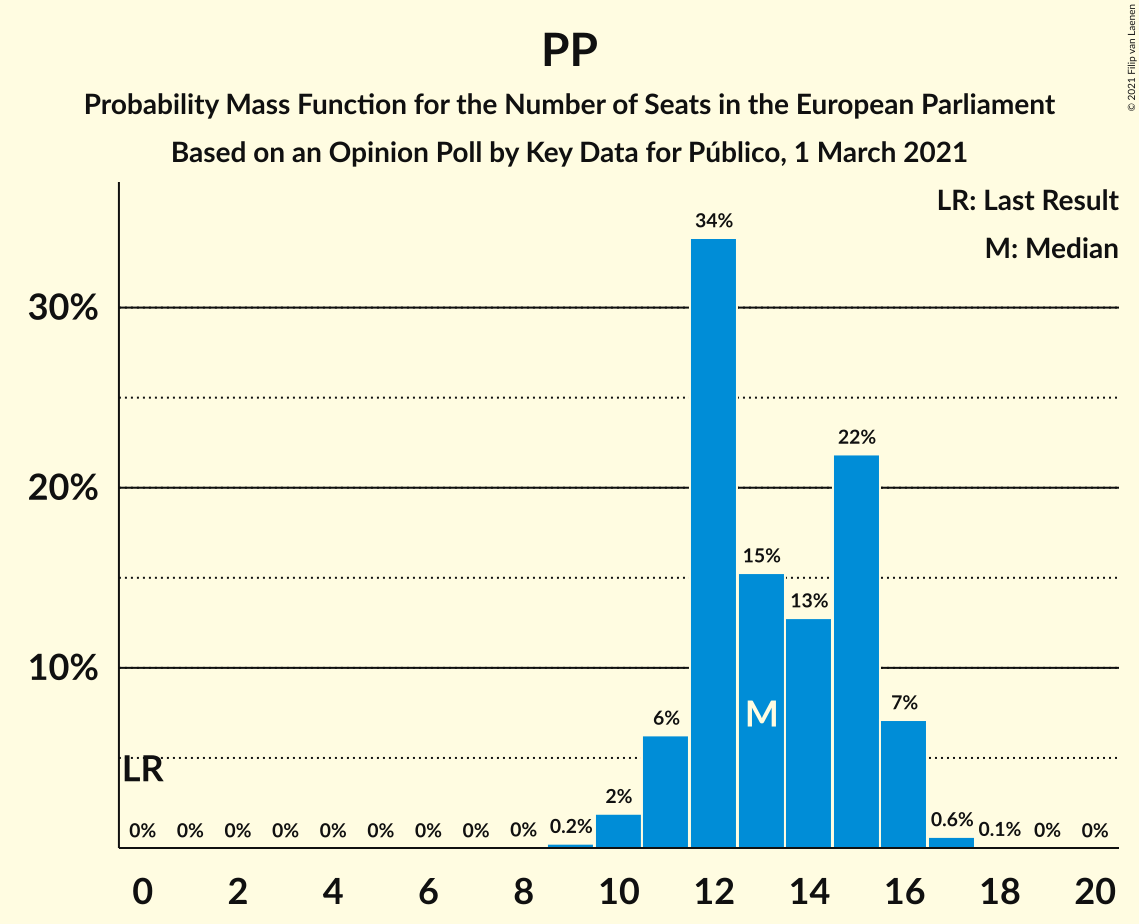 PP
Probability Mass Function for the Number of Seats in the European Parliament
Based on an Opinion Poll by Key Data for Público, 1 March 2021
© 2021 Filip van Laenen
LR: Last Result
M: Median
30%
20%
10%
34%
22%
15%
13%
7%
6%
M
LR
0% 0% 0% 0% 0% 0% 0% 0% 0% 0.2% 2% 0.6% 0.1% 0% 0%
0 2 4 6 8 10 12 14 16 18 20